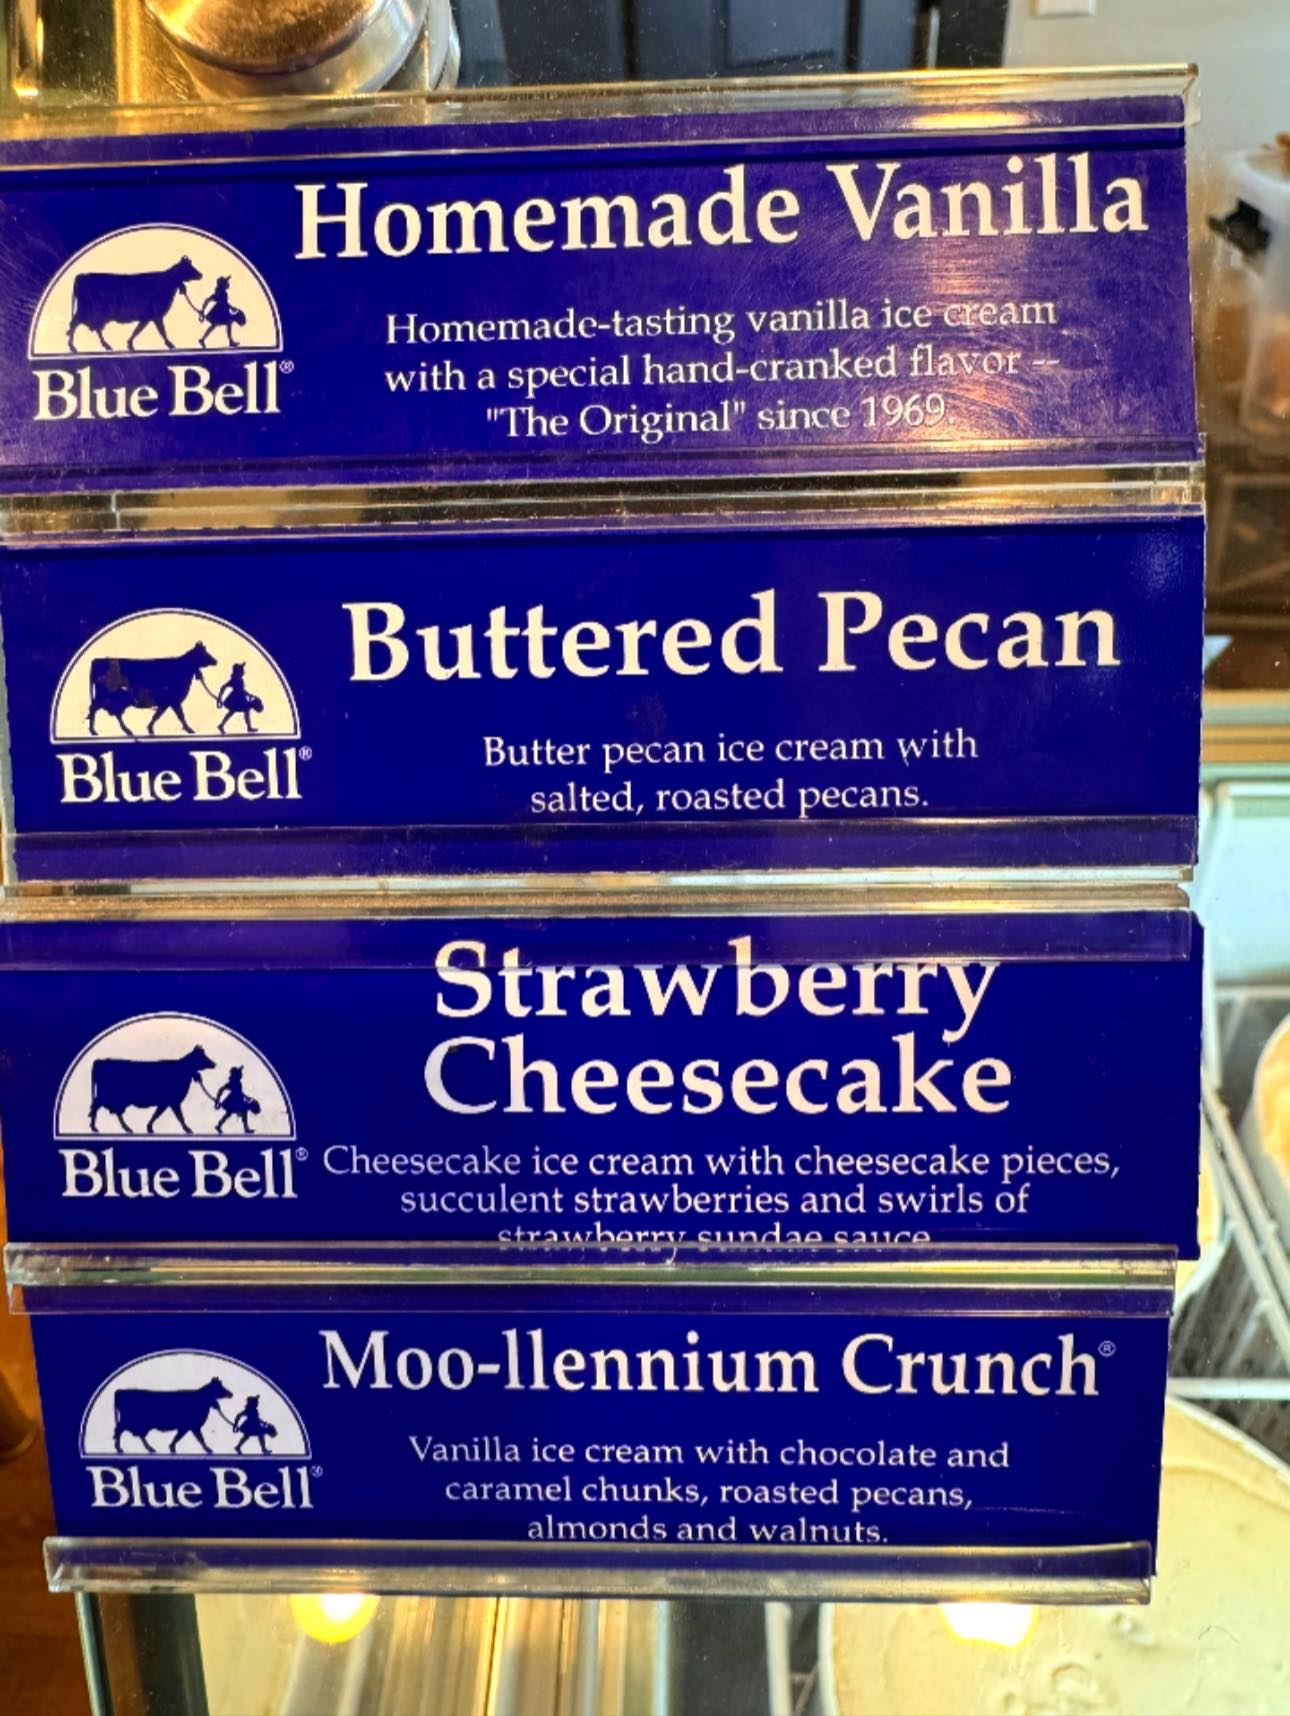 Homemade Vanilla
Homemade-tasting vanilla ice cream
with a special hand-cranked flavor --
"The Original" since 1969.
Blue Bell®
Buttered Pecan
Butter pecan ice cream with
salted, roasted pecans.
Blue Bell®
Strawberry
Cheesecake
Cheesecake ice cream with cheesecake pieces,
succulent strawberries and swirls of
strawberry sundae sauce
Blue Bell®
Moo-llennium Crunch®
Vanilla ice cream with chocolate and
caramel chunks, roasted pecans,
almonds and walnuts.
Blue Bell®